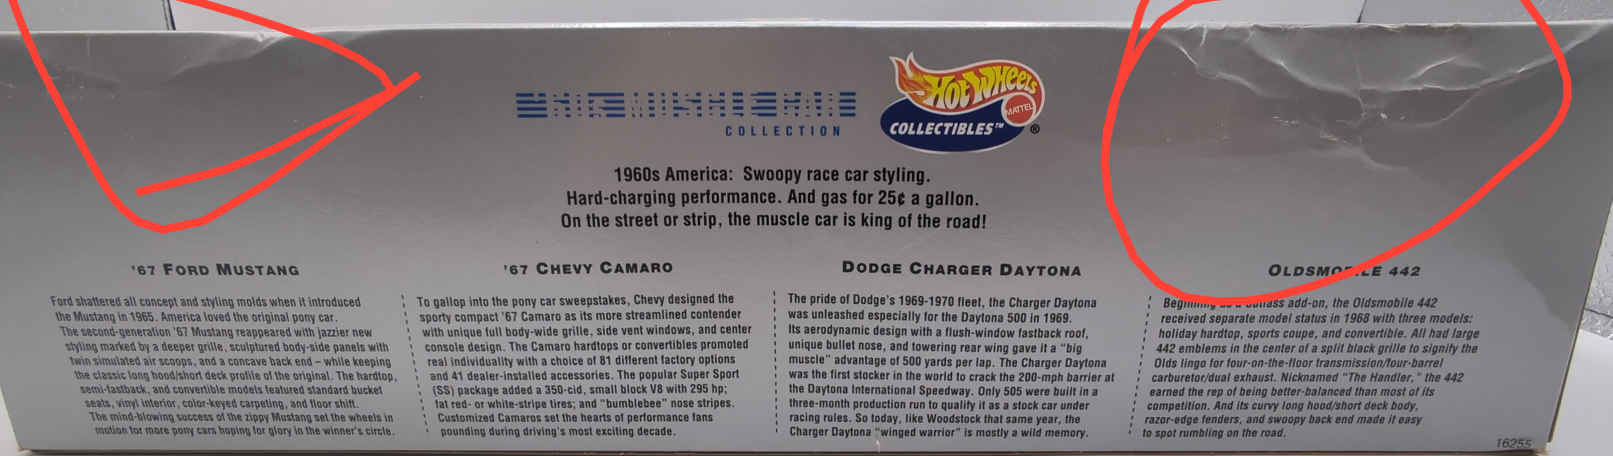 '60s MUSCLE CAR
COLLECTION
HOT WHEELS
MATTEL
COLLECTIBLES™
®
1960s America: Swoopy race car styling.
Hard-charging performance. And gas for 25¢ a gallon.
On the street or strip, the muscle car is king of the road!
'67 FORD MUSTANG
Ford shattered all concept and styling molds when it introduced
the Mustang in 1965. America loved the original pony car.
The second-generation '67 Mustang reappeared with jazzier new
styling marked by a deeper grille, sculptured body-side panels with
twin simulated air scoops, and a concave back end – while keeping
the classic long hood/short deck profile of the original. The hardtop,
semi-fastback, and convertible models featured standard bucket
seats, vinyl interior, color-keyed carpeting, and floor shift.
The mind-blowing success of the zippy Mustang set the wheels in
motion for more pony cars hoping for glory in the winner's circle.
'67 CHEVY CAMARO
To gallop into the pony car sweepstakes, Chevy designed the
sporty compact '67 Camaro as its more streamlined contender
with unique full body-wide grille, side vent windows, and center
console design. The Camaro hardtops or convertibles promoted
real individuality with a choice of 81 different factory options
and 41 dealer-installed accessories. The popular Super Sport
(SS) package added a 350-cid, small block V8 with 295 hp;
fat red- or white-stripe tires; and "bumblebee" nose stripes.
Customized Camaros set the hearts of performance fans
pounding during driving's most exciting decade.
DODGE CHARGER DAYTONA
The pride of Dodge's 1969-1970 fleet, the Charger Daytona
was unleashed especially for the Daytona 500 in 1969.
Its aerodynamic design with a flush-window fastback roof,
unique bullet nose, and towering rear wing gave it a "big
muscle" advantage of 500 yards per lap. The Charger Daytona
was the first stocker in the world to crack the 200-mph barrier at
the Daytona International Speedway. Only 505 were built in a
three-month production run to qualify it as a stock car under
racing rules. So today, like Woodstock that same year, the
Charger Daytona "winged warrior" is mostly a wild memory.
OLDSMOBILE 442
Beginning as a Cutlass add-on, the Oldsmobile 442
received separate model status in 1968 with three models:
holiday hardtop, sports coupe, and convertible. All had large
442 emblems in the center of a split black grille to signify the
Olds lingo for four-on-the-floor transmission/four-barrel
carburetor/dual exhaust. Nicknamed "The Handler," the 442
earned the rep of being better-balanced than most of its
competition. And its curvy long hood/short deck body,
razor-edge fenders, and swoopy back end made it easy
to spot rumbling on the road.
16255